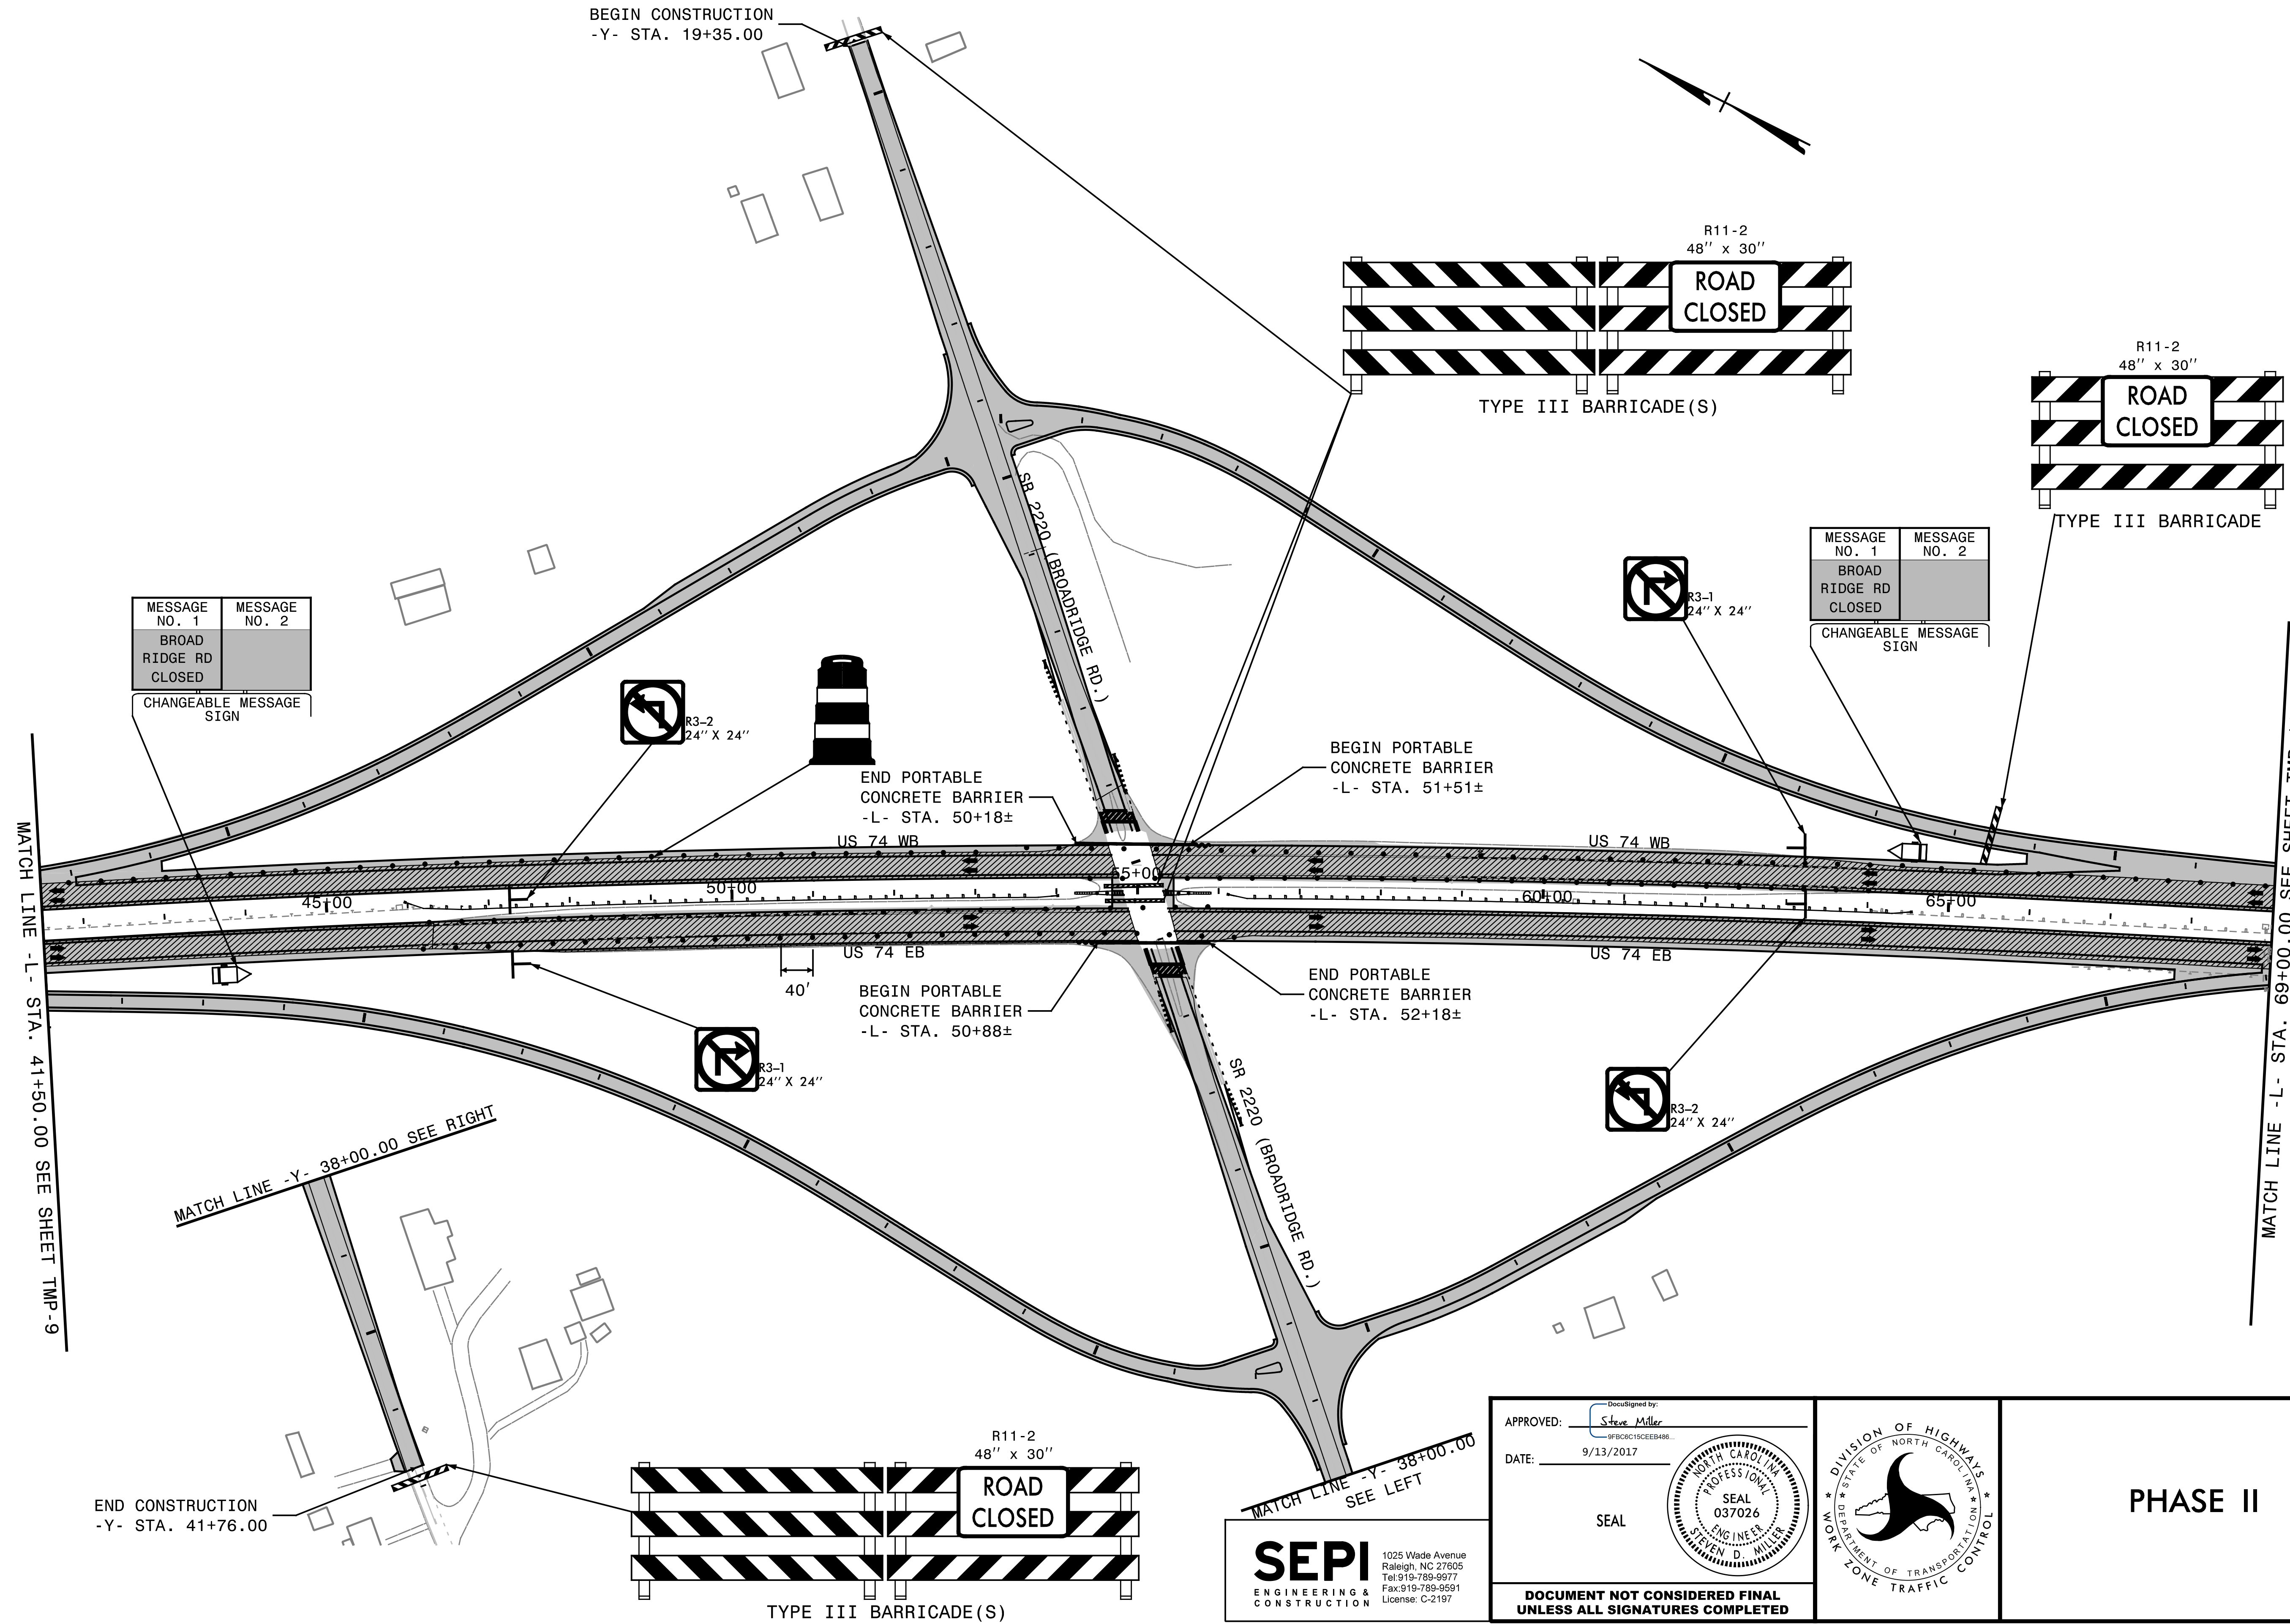 BEGIN CONSTRUCTION
-Y- STA. 19+35.00
R11-2
48" x 30"
ROAD
CLOSED
TYPE III BARRICADE(S)
R11-2
48" x 30"
ROAD
CLOSED
TYPE III BARRICADE
MESSAGE NO. 1
MESSAGE NO. 2
BROAD
RIDGE RD
CLOSED
CHANGEABLE MESSAGE
SIGN
R3-1
24" X 24"
MESSAGE NO. 1
MESSAGE NO. 2
BROAD
RIDGE RD
CLOSED
CHANGEABLE MESSAGE
SIGN
R3-2
24" X 24"
SR 2220 (BROADRIDGE RD.)
END PORTABLE
CONCRETE BARRIER
-L- STA. 50+18±
BEGIN PORTABLE
CONCRETE BARRIER
-L- STA. 51+51±
US 74 WB
US 74 WB
45+00
50+00
55+00
60+00
65+00
US 74 EB
US 74 EB
40'
BEGIN PORTABLE
CONCRETE BARRIER
-L- STA. 50+88±
END PORTABLE
CONCRETE BARRIER
-L- STA. 52+18±
R3-1
24" X 24"
R3-2
24" X 24"
SR 2220 (BROADRIDGE RD.)
MATCH LINE -L- STA. 41+50.00 SEE SHEET TMP-9
MATCH LINE -L- STA. 69+00.00 SEE SHEET
MATCH LINE -Y- 38+00.00 SEE RIGHT
MATCH LINE -Y- 38+00.00
SEE LEFT
END CONSTRUCTION
-Y- STA. 41+76.00
R11-2
48" x 30"
ROAD
CLOSED
TYPE III BARRICADE(S)
SEPI
ENGINEERING &
CONSTRUCTION
1025 Wade Avenue
Raleigh, NC 27605
Tel:919-789-9977
Fax:919-789-9591
License: C-2197
DocuSigned by:
APPROVED: Steve Miller
9FBC6C15CEEB486...
DATE: 9/13/2017
SEAL
NORTH CAROLINA
PROFESSIONAL
SEAL
037026
ENGINEER
STEVEN D. MILLER
DOCUMENT NOT CONSIDERED FINAL
UNLESS ALL SIGNATURES COMPLETED
DIVISION OF HIGHWAYS
STATE OF NORTH CAROLINA
DEPARTMENT OF TRANSPORTATION
WORK ZONE TRAFFIC CONTROL
PHASE II